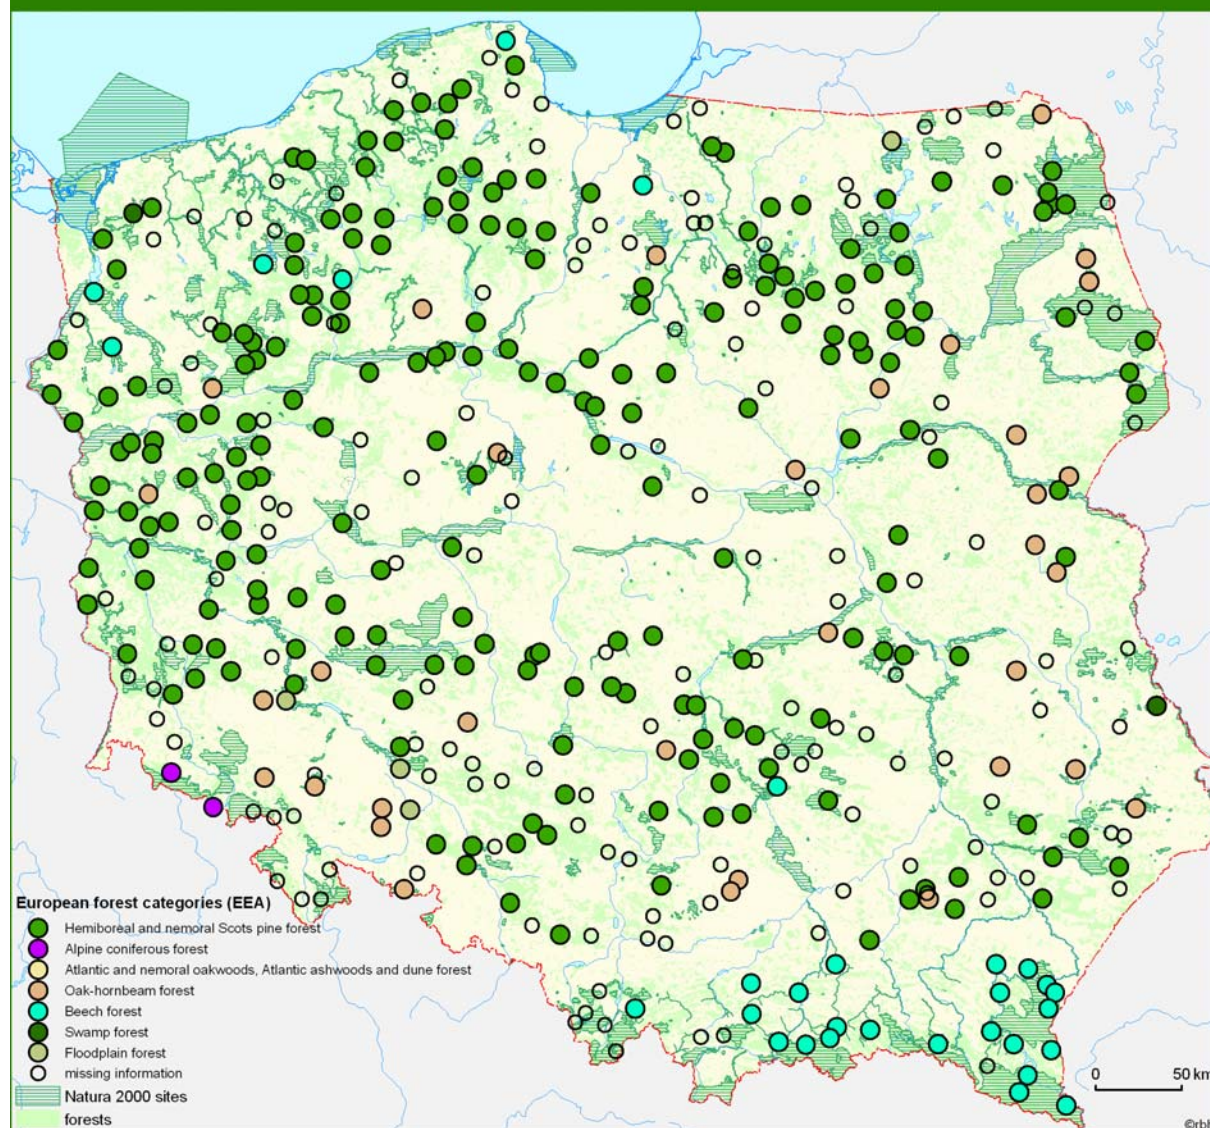 European forest categories (EEA)
Hemiboreal and nemoral Scots pine forest
Alpine coniferous forest
Atlantic and nemoral oakwoods, Atlantic ashwoods and dune forest
Oak-hornbeam forest
Beech forest
Swamp forest
Floodplain forest
missing information
Natura 2000 sites
forests
0 50 km